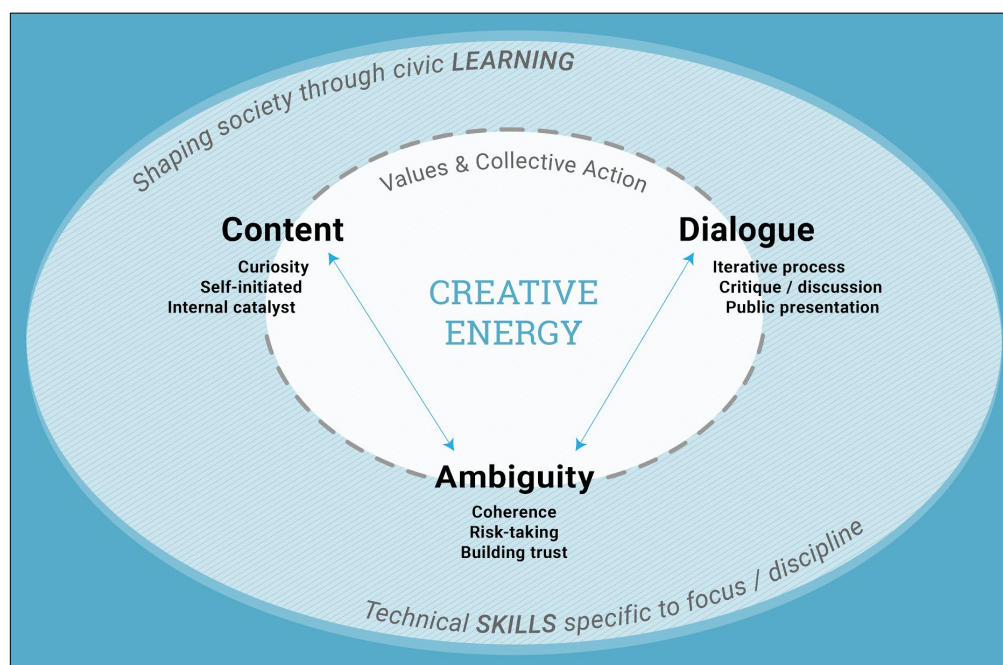 Shaping society through civic LEARNING
Values & Collective Action
Content
Curiosity
Self-initiated
Internal catalyst
Dialogue
Iterative process
Critique / discussion
Public presentation
CREATIVE
ENERGY
Ambiguity
Coherence
Risk-taking
Building trust
Technical SKILLS specific to focus / discipline